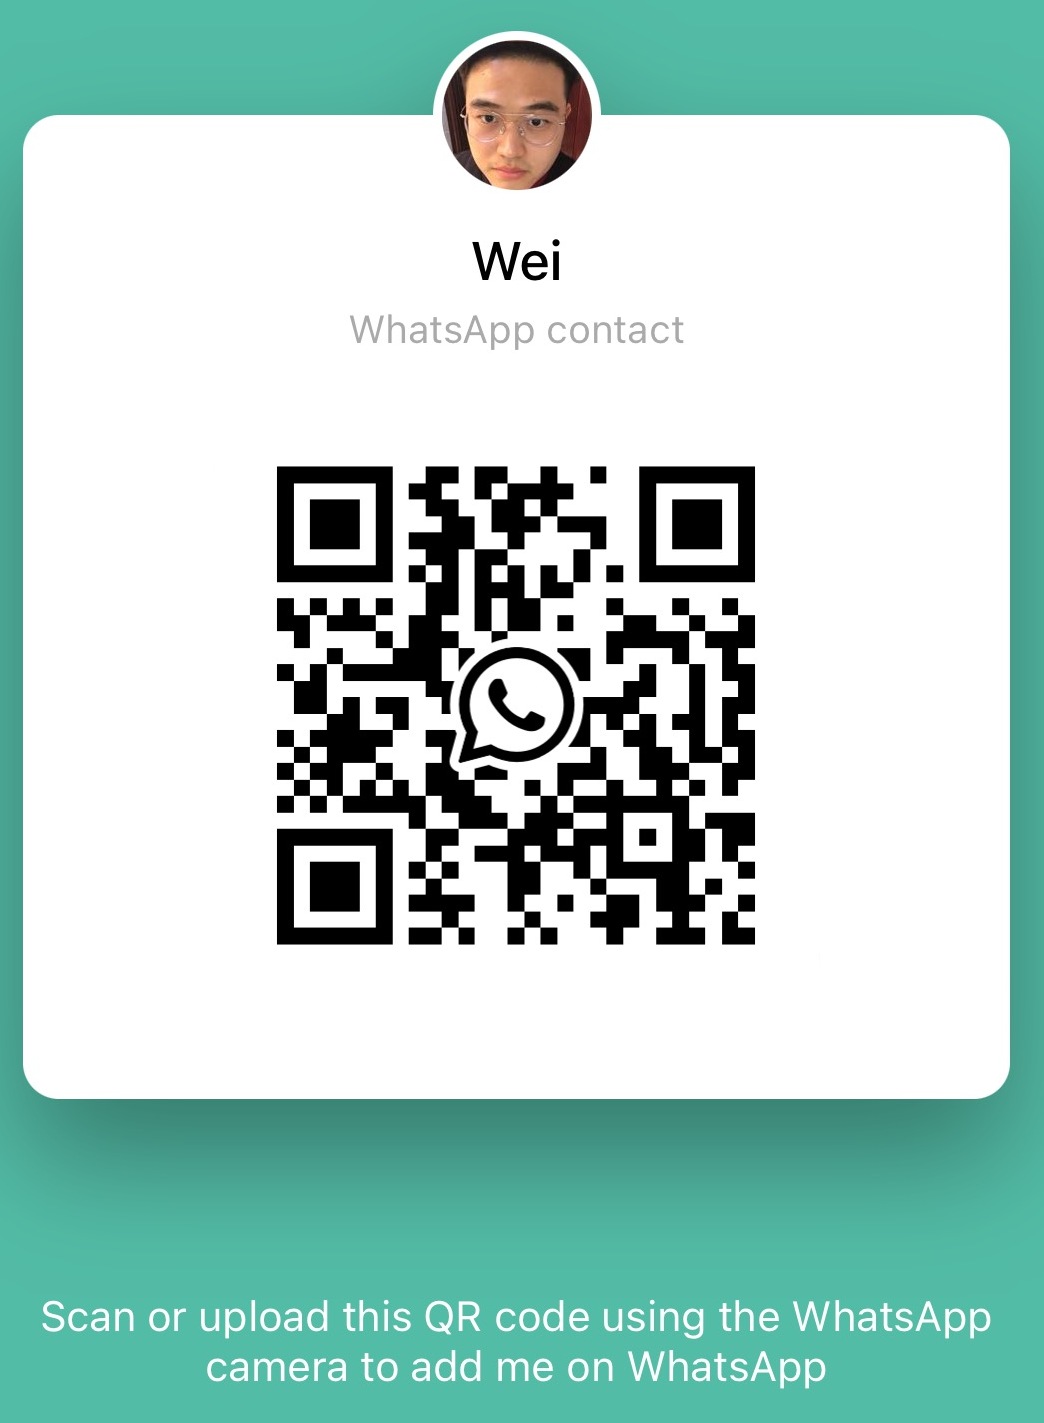 Wei
WhatsApp contact
Scan or upload this QR code using the WhatsApp
camera to add me on WhatsApp